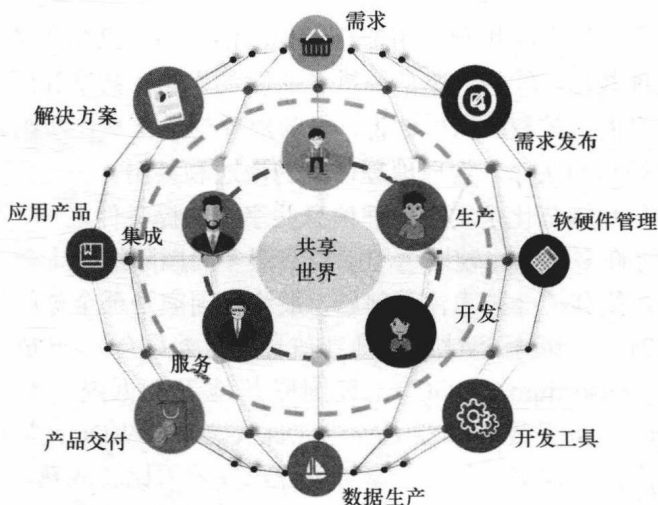 需求
解决方案
需求发布
应用产品
集成
生产
软硬件管理
共享
世界
开发
服务
产品交付
开发工具
数据生产